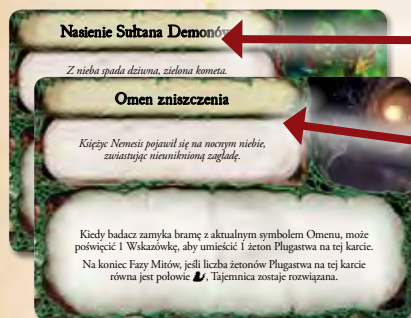 Nasienie Sułtana Demonów
Z nieba spada dziwna, zielona kometa.
Omen zniszczenia
Księżyc Nemesis pojawił się na nocnym niebie,
zwiastując nieuniknioną zagładę.
Kiedy badacz zamyka bramę z aktualnym symbolem Omenu, może
poświęcić 1 Wskazówkę, aby umieścić 1 żeton Plugastwa na tej karcie.
Na koniec Fazy Mitów, jeśli liczba żetonów Plugastwa na tej karcie
równa jest połowie , Tajemnica zostaje rozwiązana.